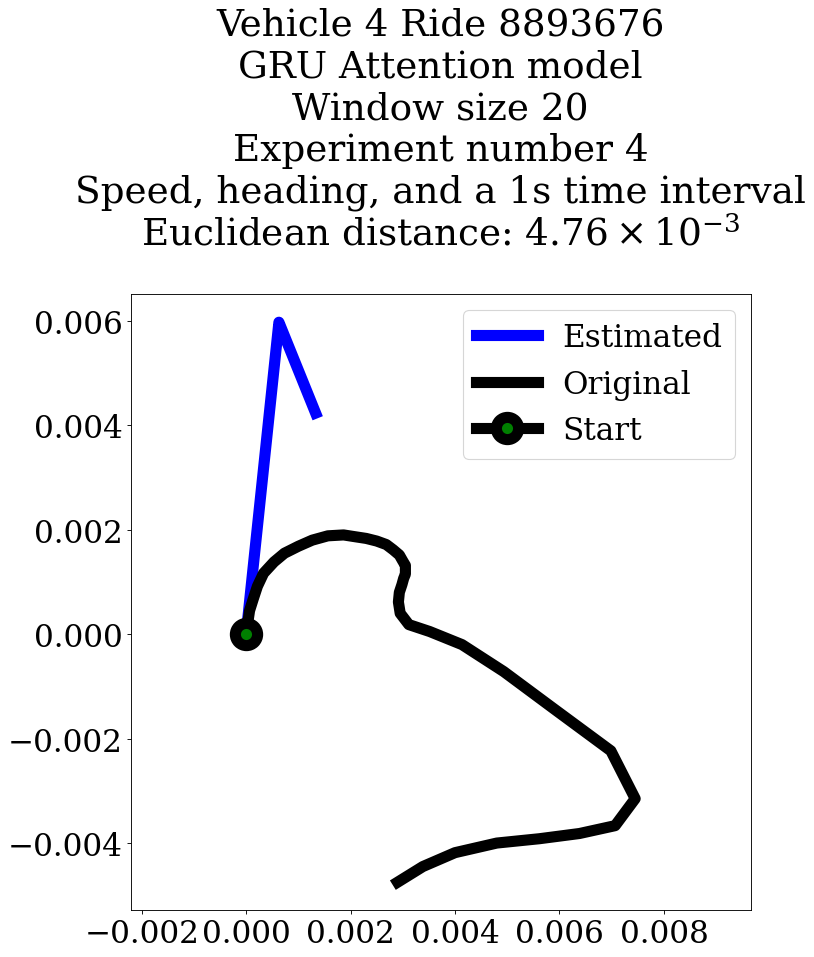 Vehicle 4 Ride 8893676
GRU Attention model
Window size 20
Experiment number 4
Speed, heading, and a 1s time interval
Euclidean distance: 4.76 × 10⁻³
0.006
0.004
0.002
0.000
−0.002
−0.004
Estimated
Original
Start
−0.002 0.000 0.002 0.004 0.006 0.008